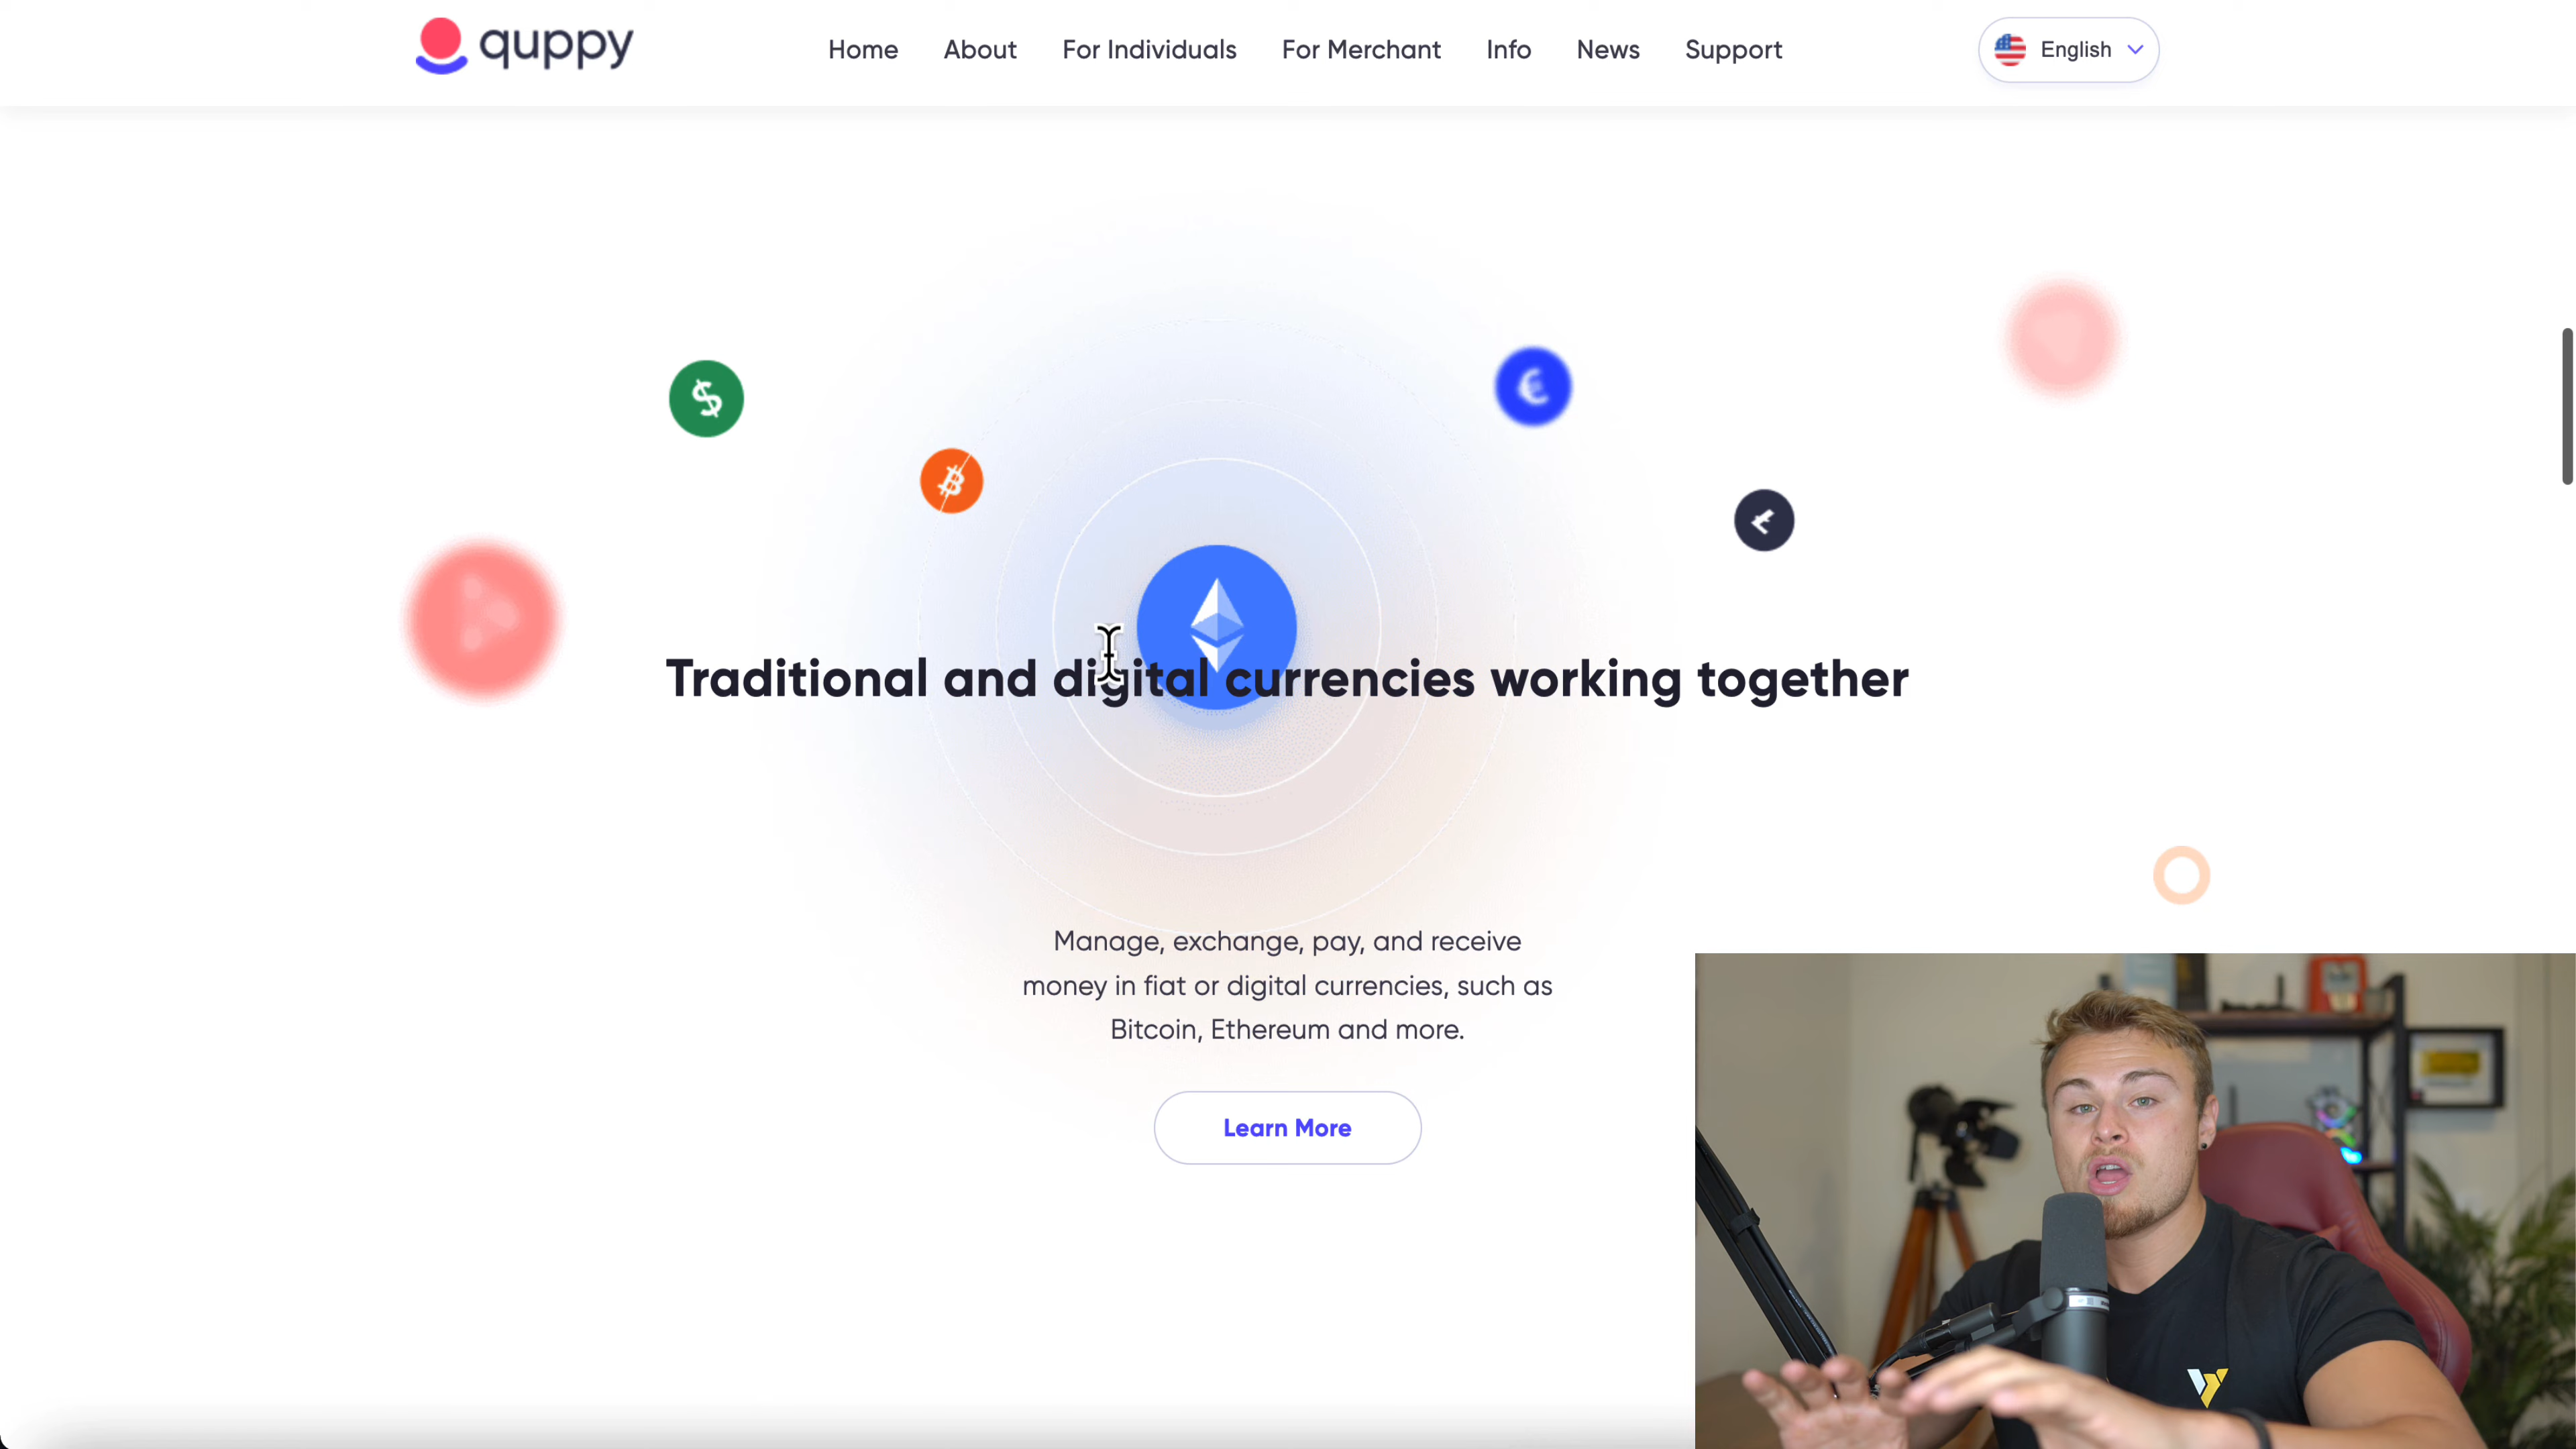 quppy
Home
About
For Individuals
For Merchant
Info
News
Support
English
$
€
Traditional and digital currencies working together
Manage, exchange, pay, and receive
money in fiat or digital currencies, such as
Bitcoin, Ethereum and more.
Learn More